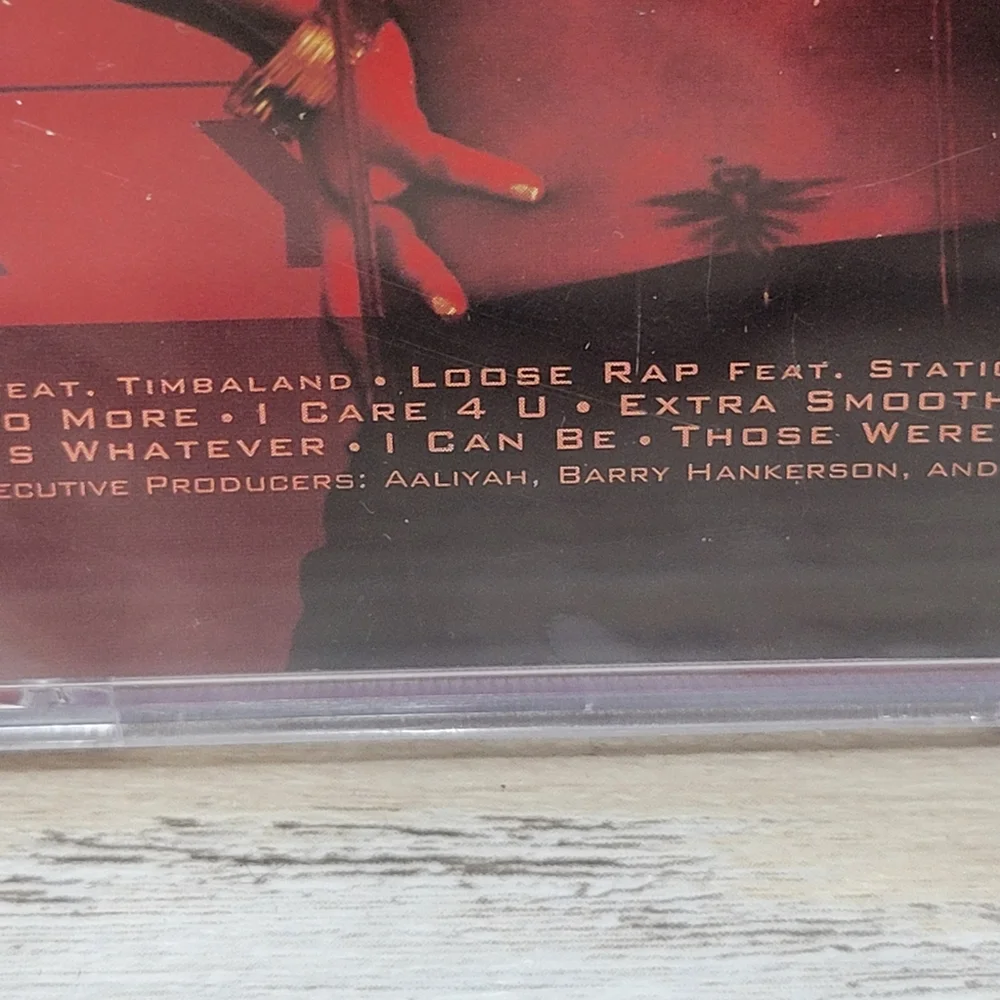 EAT. TIMBALAND • LOOSE RAP FEAT. STATIC
O MORE • I CARE 4 U • EXTRA SMOOTH
S WHATEVER • I CAN BE • THOSE WERE
ECUTIVE PRODUCERS: AALIYAH, BARRY HANKERSON, AND